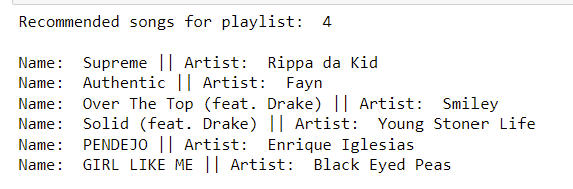 Recommended songs for playlist:  4
Name:  Supreme || Artist:  Rippa da Kid
Name:  Authentic || Artist:  Fayn
Name:  Over The Top (feat. Drake) || Artist:  Smiley
Name:  Solid (feat. Drake) || Artist:  Young Stoner Life
Name:  PENDEJO || Artist:  Enrique Iglesias
Name:  GIRL LIKE ME || Artist:  Black Eyed Peas